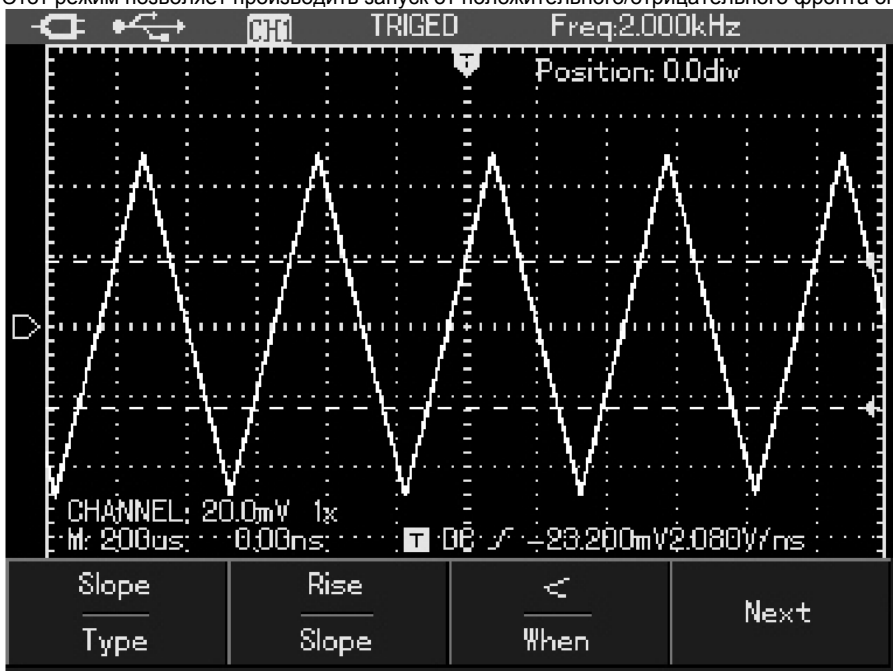 Этот режим позволяет производить запуск от положительного/отрицательного фронта
CH1 TRIGED Freq:2.000kHz
T
Position: 0.0div
CHANNEL: 20.0mV 1x
M: 200us 0.00ns T DC -23.200mV2.080V/ns
Slope Rise < Next
Type Slope When